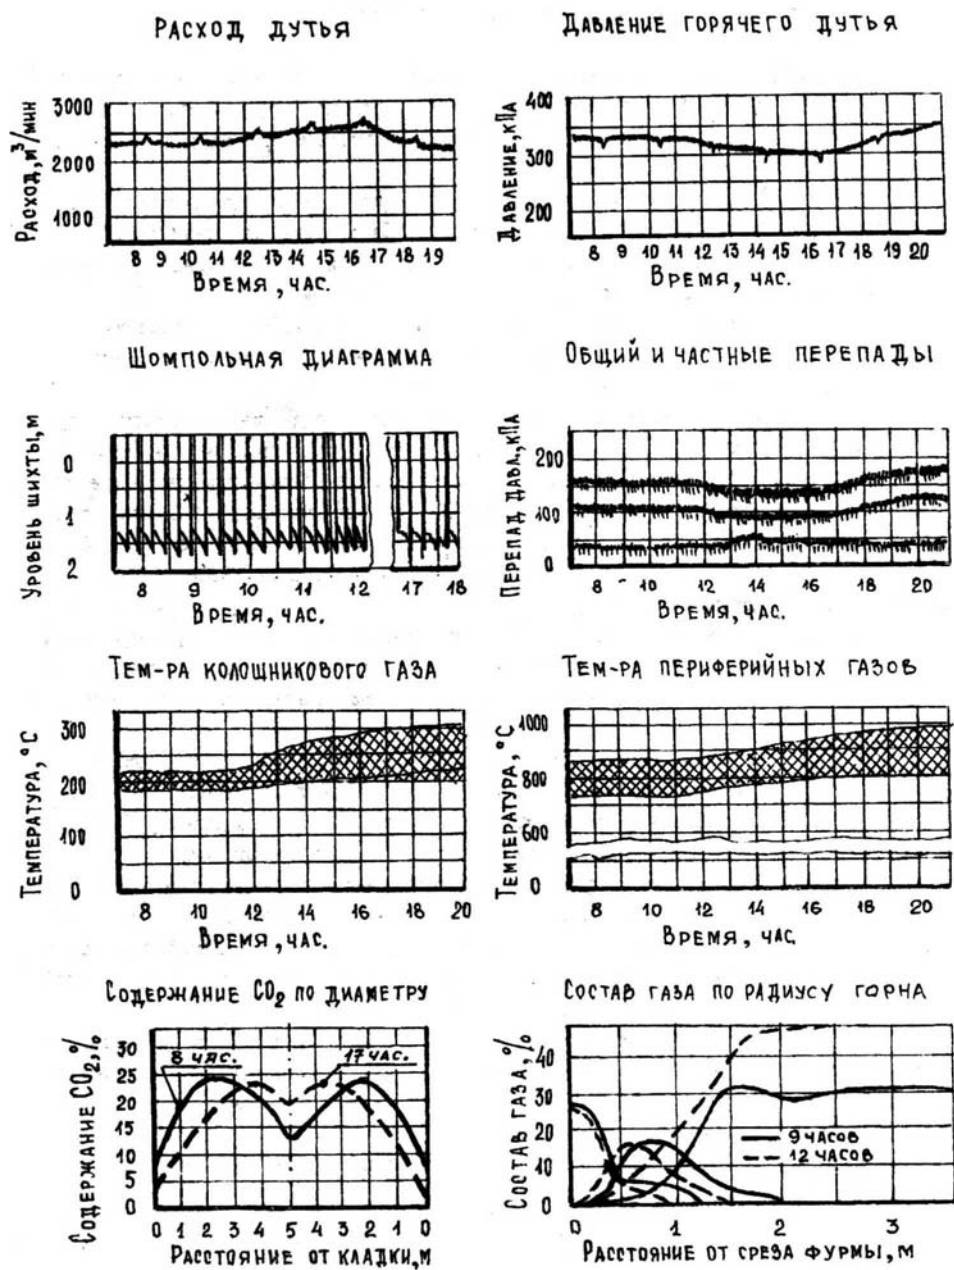 РАСХОД ДУТЬЯ
РАСХОД, м³/мин
3000
2000
1000
8 9 10 11 12 13 14 15 16 17 18 19
ВРЕМЯ, ЧАС.
ДАВЛЕНИЕ ГОРЯЧЕГО ДУТЬЯ
ДАВЛЕНИЕ, кПа
400
300
200
8 9 10 11 12 13 14 15 16 17 18 19 20
ВРЕМЯ, ЧАС.
ШОМПОЛЬНАЯ ДИАГРАММА
УРОВЕНЬ ШИХТЫ, М
0
1
2
8 9 10 11 12 17 18
ВРЕМЯ, ЧАС.
ОБЩИЙ И ЧАСТНЫЕ ПЕРЕПАДЫ
ПЕРЕПАД ДАВЛ., кПа
200
100
0
8 10 12 14 16 18 20
ВРЕМЯ, ЧАС.
ТЕМ-РА КОЛОШНИКОВОГО ГАЗА
ТЕМПЕРАТУРА, °С
300
200
100
0
8 10 12 14 16 18 20
ВРЕМЯ, ЧАС.
ТЕМ-РА ПЕРИФЕРИЙНЫХ ГАЗОВ
ТЕМПЕРАТУРА, °С
1000
800
600
0
8 10 12 14 16 18 20
ВРЕМЯ, ЧАС.
СОДЕРЖАНИЕ CO₂ ПО ДИАМЕТРУ
СОДЕРЖАНИЕ CO₂, %
30
25
20
15
10
5
0
8 ЧАС.
17 ЧАС.
0 1 2 3 4 5 4 3 2 1 0
РАССТОЯНИЕ ОТ КЛАДКИ, М
СОСТАВ ГАЗА ПО РАДИУСУ ГОРНА
СОСТАВ ГАЗА, %
40
30
20
10
0
9 ЧАСОВ
12 ЧАСОВ
0 1 2 3
РАССТОЯНИЕ ОТ СРЕЗА ФУРМЫ, М